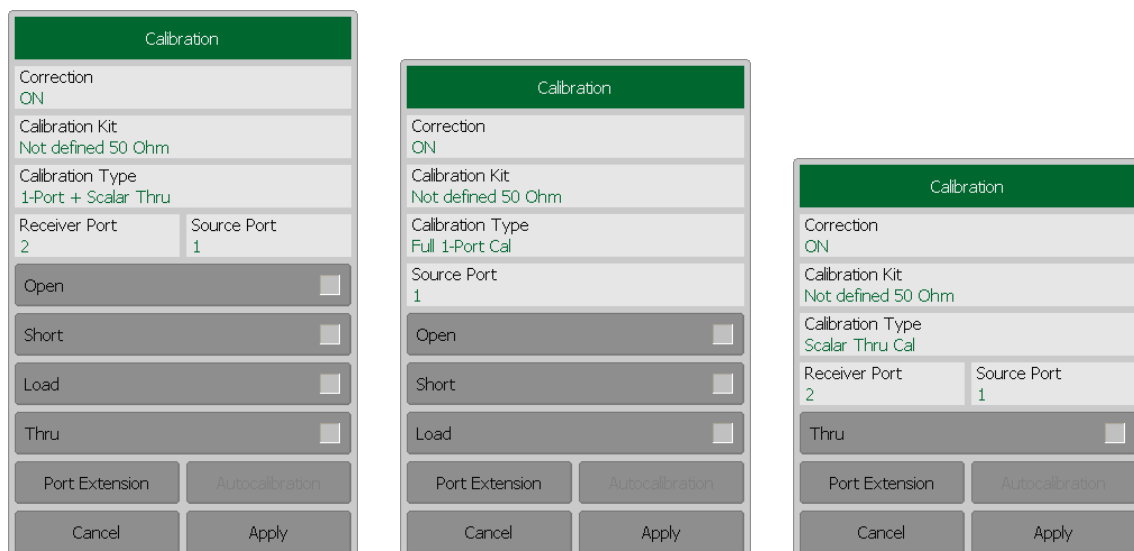 Calibration
Correction
ON
Calibration Kit
Not defined 50 Ohm
Calibration Type
1-Port + Scalar Thru
Receiver Port Source Port
2 1
Open
Short
Load
Thru
Port Extension Autocalibration
Cancel Apply
Calibration
Correction
ON
Calibration Kit
Not defined 50 Ohm
Calibration Type
Full 1-Port Cal
Source Port
1
Open
Short
Load
Port Extension Autocalibration
Cancel Apply
Calibration
Correction
ON
Calibration Kit
Not defined 50 Ohm
Calibration Type
Scalar Thru Cal
Receiver Port Source Port
2 1
Thru
Port Extension Autocalibration
Cancel Apply